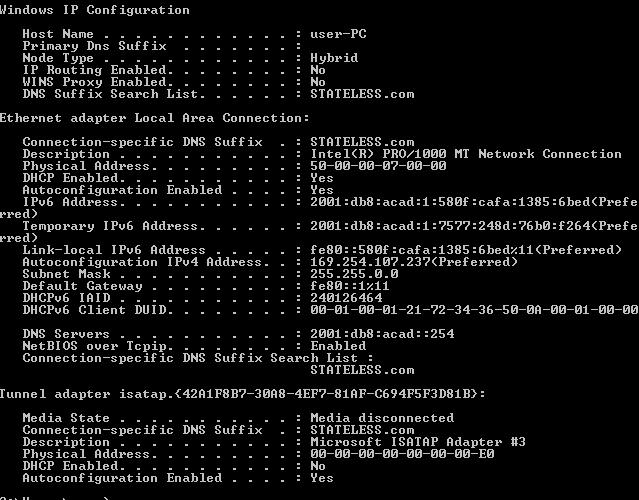 Windows IP Configuration
Host Name . . . . . . . . . . . . : user-PC
Primary Dns Suffix  . . . . . . . :
Node Type . . . . . . . . . . . . : Hybrid
IP Routing Enabled. . . . . . . . : No
WINS Proxy Enabled. . . . . . . . : No
DNS Suffix Search List. . . . . . : STATELESS.com
Ethernet adapter Local Area Connection:
Connection-specific DNS Suffix  . : STATELESS.com
Description . . . . . . . . . . . : Intel(R) PRO/1000 MT Network Connection
Physical Address. . . . . . . . . : 50-00-00-07-00-00
DHCP Enabled. . . . . . . . . . . : Yes
Autoconfiguration Enabled . . . . : Yes
IPv6 Address. . . . . . . . . . . : 2001:db8:acad:1:580f:cafa:1385:6bed(Prefe
rred)
Temporary IPv6 Address. . . . . . : 2001:db8:acad:1:7577:248d:76b0:f264(Prefe
rred)
Link-local IPv6 Address . . . . . : fe80::580f:cafa:1385:6bed%11(Preferred)
Autoconfiguration IPv4 Address. . : 169.254.107.237(Preferred)
Subnet Mask . . . . . . . . . . . : 255.255.0.0
Default Gateway . . . . . . . . . : fe80::1%11
DHCPv6 IAID . . . . . . . . . . . : 240126464
DHCPv6 Client DUID. . . . . . . . : 00-01-00-01-21-72-34-36-50-0A-00-01-00-00
DNS Servers . . . . . . . . . . . : 2001:db8:acad::254
NetBIOS over Tcpip. . . . . . . . : Enabled
Connection-specific DNS Suffix Search List :
STATELESS.com
Tunnel adapter isatap.{42A1F8B7-30A8-4EF7-81AF-C694F5F3D81B}:
Media State . . . . . . . . . . . : Media disconnected
Connection-specific DNS Suffix  . : STATELESS.com
Description . . . . . . . . . . . : Microsoft ISATAP Adapter #3
Physical Address. . . . . . . . . : 00-00-00-00-00-00-00-E0
DHCP Enabled. . . . . . . . . . . : No
Autoconfiguration Enabled . . . . : Yes